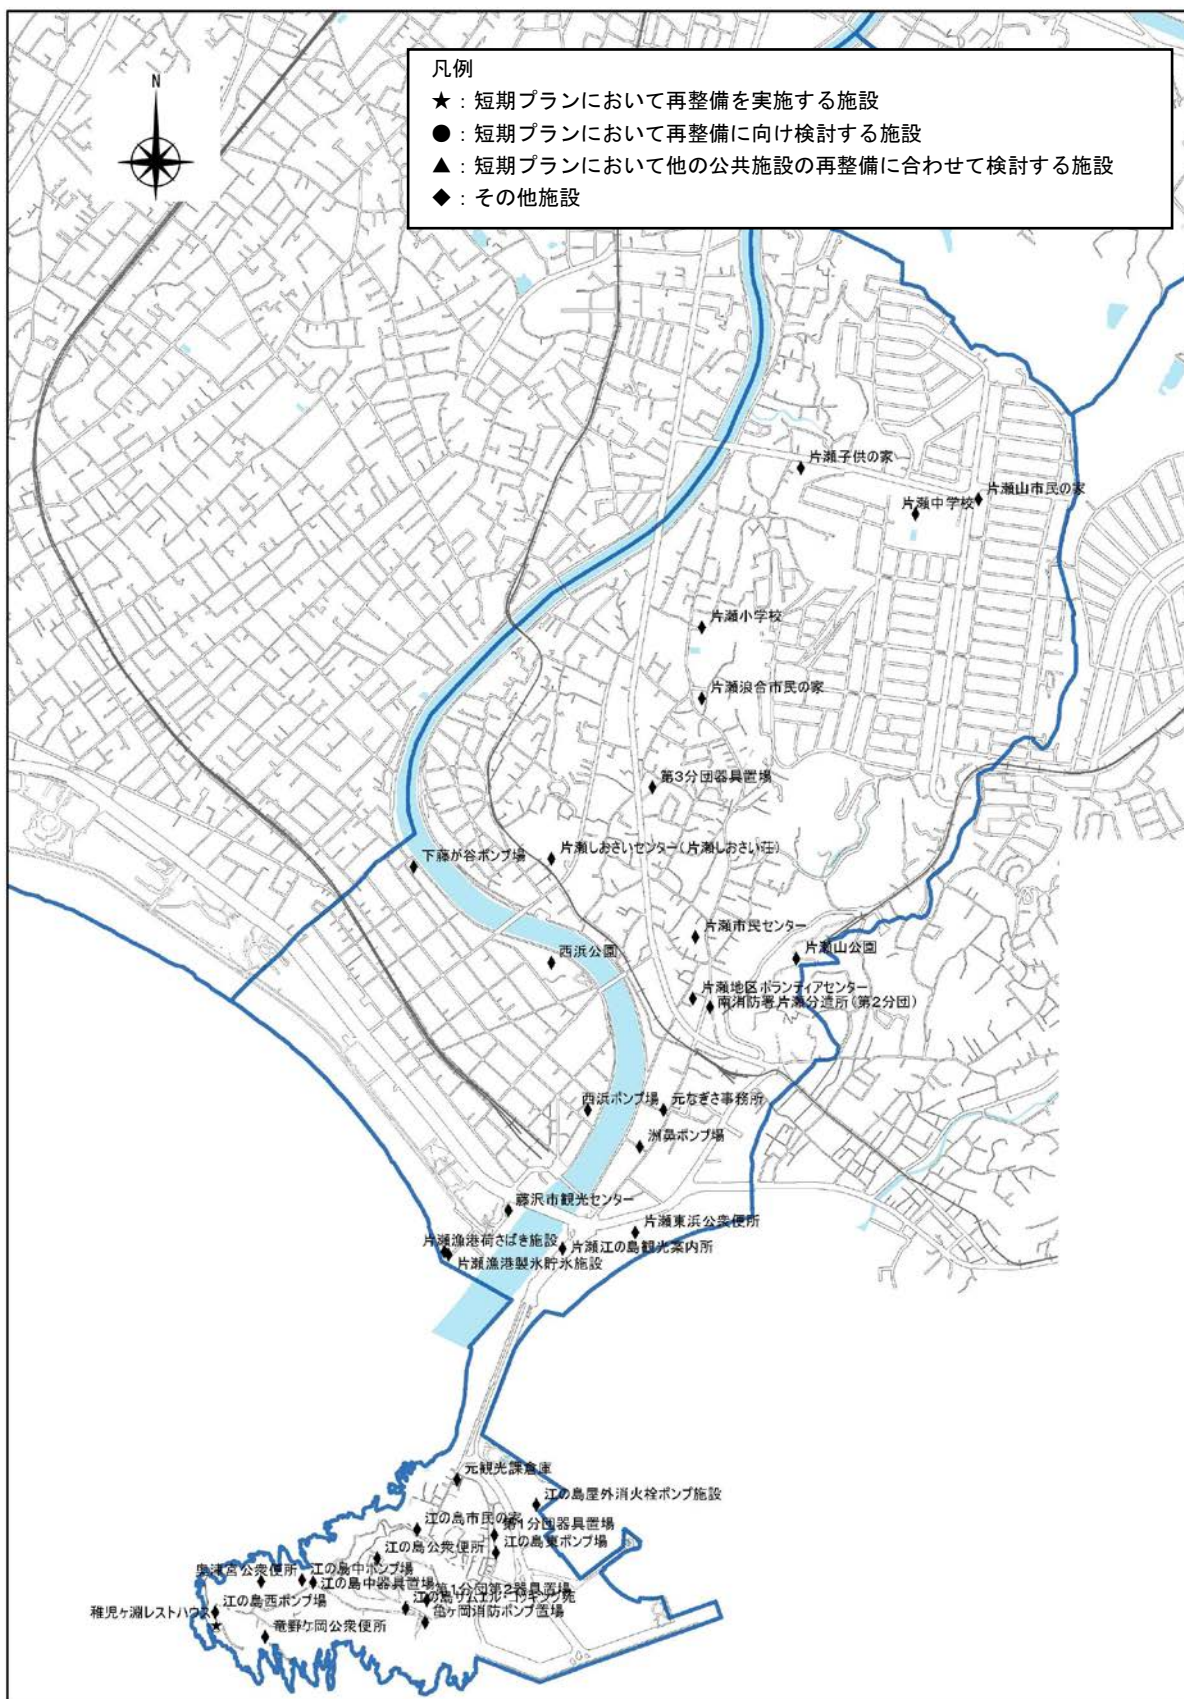 N
凡例
★：短期プランにおいて再整備を実施する施設
●：短期プランにおいて再整備に向け検討する施設
▲：短期プランにおいて他の公共施設の再整備に合わせて検討する施設
◆：その他施設
片瀬子供の家
片瀬山市民の家
片瀬中学校
片瀬小学校
片瀬浪合市民の家
第3分団器具置場
片瀬しおさいセンター(片瀬しおさい荘)
下藤が谷ポンプ場
片瀬市民センター
西浜公園
片瀬山公園
片瀬地区ボランティアセンター
南消防署片瀬分遣所(第2分団)
西浜ポンプ場
元なぎさ事務所
洲鼻ポンプ場
藤沢市観光センター
片瀬東浜公衆便所
片瀬漁港荷さばき施設
片瀬江の島観光案内所
片瀬漁港製氷貯氷施設
元観光課倉庫
江の島屋外消火栓ポンプ施設
江の島市民の家
第1分団器具置場
江の島公衆便所
江の島東ポンプ場
奥津宮公衆便所
江の島中ポンプ場
江の島中器具置場
第1分団第2器具置場
江の島サムエル・コッキング苑
江の島西ポンプ場
稚児ヶ淵レストハウス
亀ヶ岡消防ポンプ置場
竜野ケ岡公衆便所